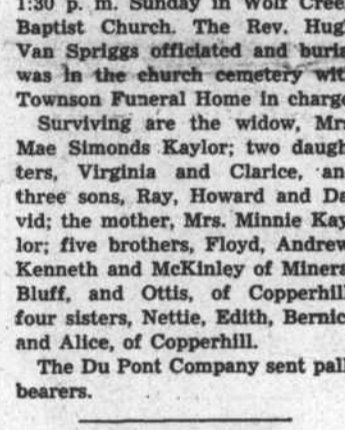 1:30 p. m. Sunday in Wolf Cree
Baptist Church. The Rev. Hug
Van Spriggs officiated and buria
was in the church cemetery wit
Townson Funeral Home in charg
Surviving are the widow, Mr
Mae Simonds Kaylor; two daugh
ters, Virginia and Clarice, an
three sons, Ray, Howard and Da
vid; the mother, Mrs. Minnie Kay
lor; five brothers, Floyd, Andrew
Kenneth and McKinley of Minera
Bluff, and Ottis, of Copperhill
four sisters, Nettie, Edith, Bernic
and Alice, of Copperhill.
The Du Pont Company sent pall
bearers.